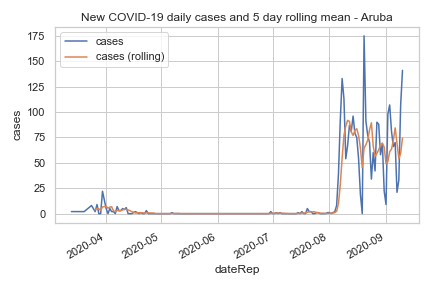 New COVID-19 daily cases and 5 day rolling mean - Aruba
cases
cases (rolling)
175
150
125
100
75
50
25
0
cases
2020-04
2020-05
2020-06
2020-07
2020-08
2020-09
dateRep